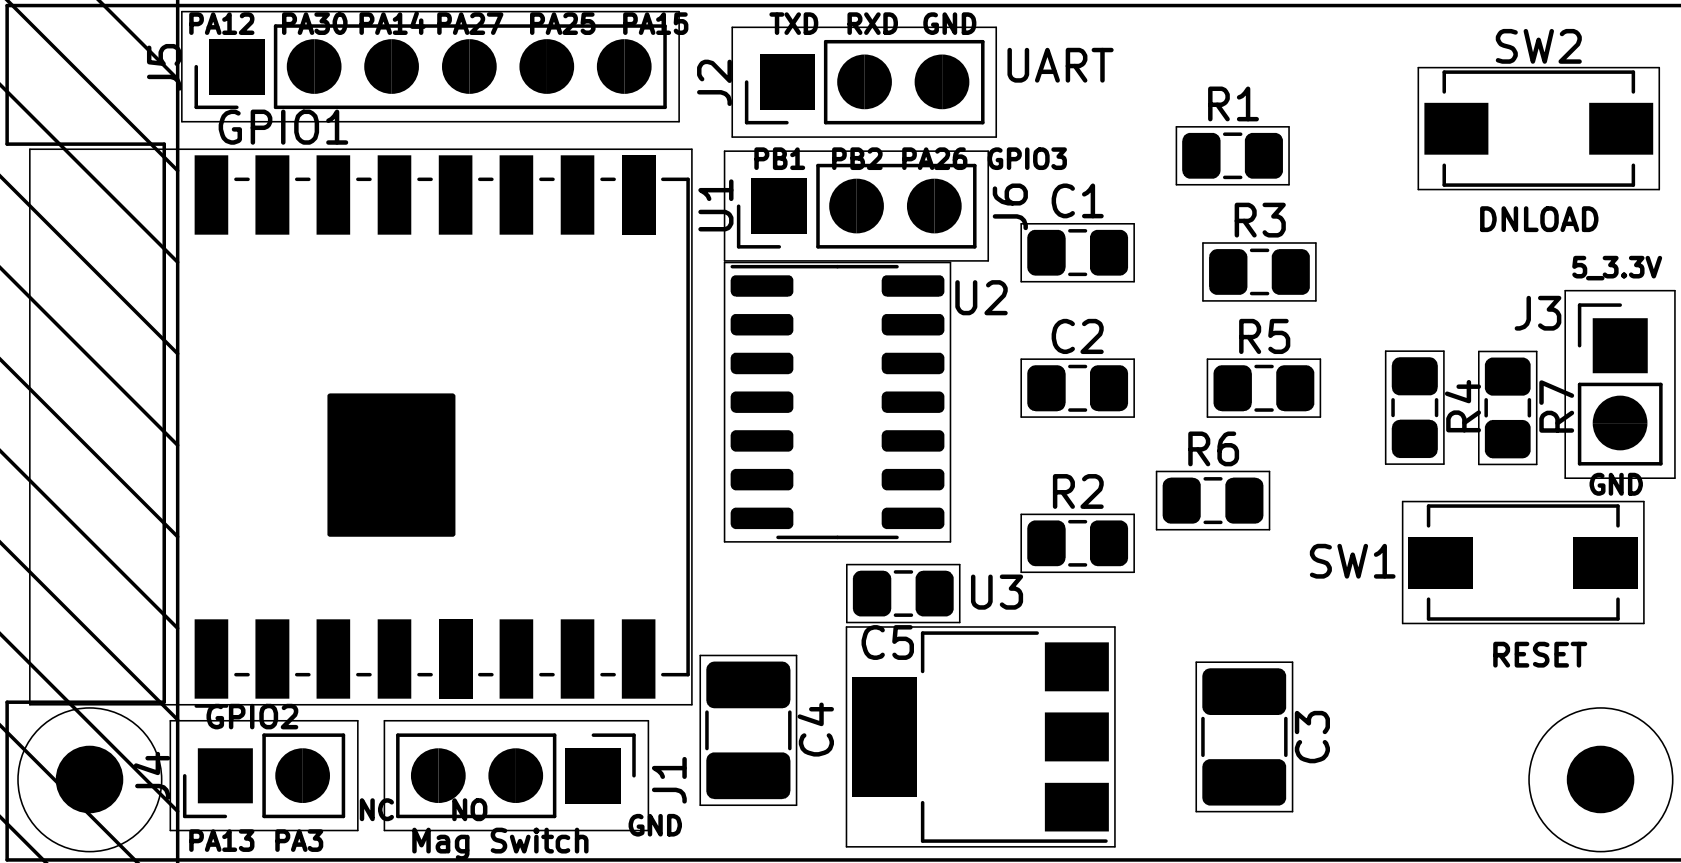 PA12 PA30 PA14 PA27 PA25 PA15
J5
GPIO1
TXD RXD GND
J2
UART
PB1 PB2 PA26 GPIO3
U1
J6
U2
C1
C2
R1
R3
R5
R6
R2
SW2
DNLOAD
5_3.3V
J3
R4
R7
GND
SW1
RESET
U3
C5
C4
C3
GPIO2
J4
PA13 PA3
NC NO
GND
J1
Mag Switch